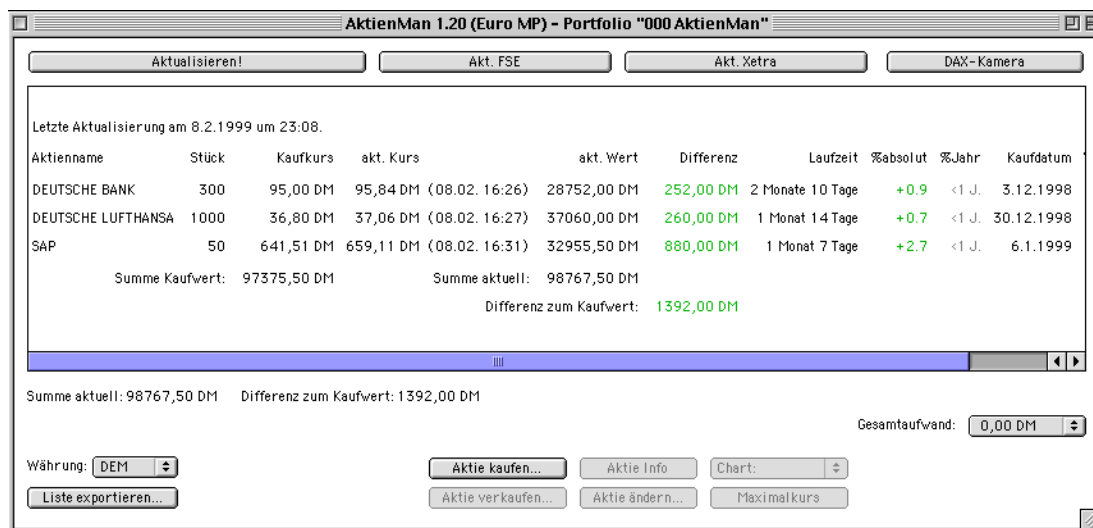 AktienMan 1.20 (Euro MP) – Portfolio "000 AktienMan"
Aktualisieren! Akt. FSE Akt. Xetra DAX-Kamera
Letzte Aktualisierung am 8.2.1999 um 23:08.
Aktienname Stück Kaufkurs akt. Kurs akt. Wert Differenz Laufzeit %absolut %Jahr Kaufdatum
DEUTSCHE BANK 300 95,00 DM 95,84 DM (08.02. 16:26) 28752,00 DM 252,00 DM 2 Monate 10 Tage +0.9 <1 J. 3.12.1998
DEUTSCHE LUFTHANSA 1000 36,80 DM 37,06 DM (08.02. 16:27) 37060,00 DM 260,00 DM 1 Monat 14 Tage +0.7 <1 J. 30.12.1998
SAP 50 641,51 DM 659,11 DM (08.02. 16:31) 32955,50 DM 880,00 DM 1 Monat 7 Tage +2.7 <1 J. 6.1.1999
Summe Kaufwert: 97375,50 DM Summe aktuell: 98767,50 DM
Differenz zum Kaufwert: 1392,00 DM
Summe aktuell: 98767,50 DM Differenz zum Kaufwert: 1392,00 DM
Gesamtaufwand: 0,00 DM
Währung: DEM Aktie kaufen... Aktie Info Chart:
Liste exportieren... Aktie verkaufen... Aktie ändern... Maximalkurs